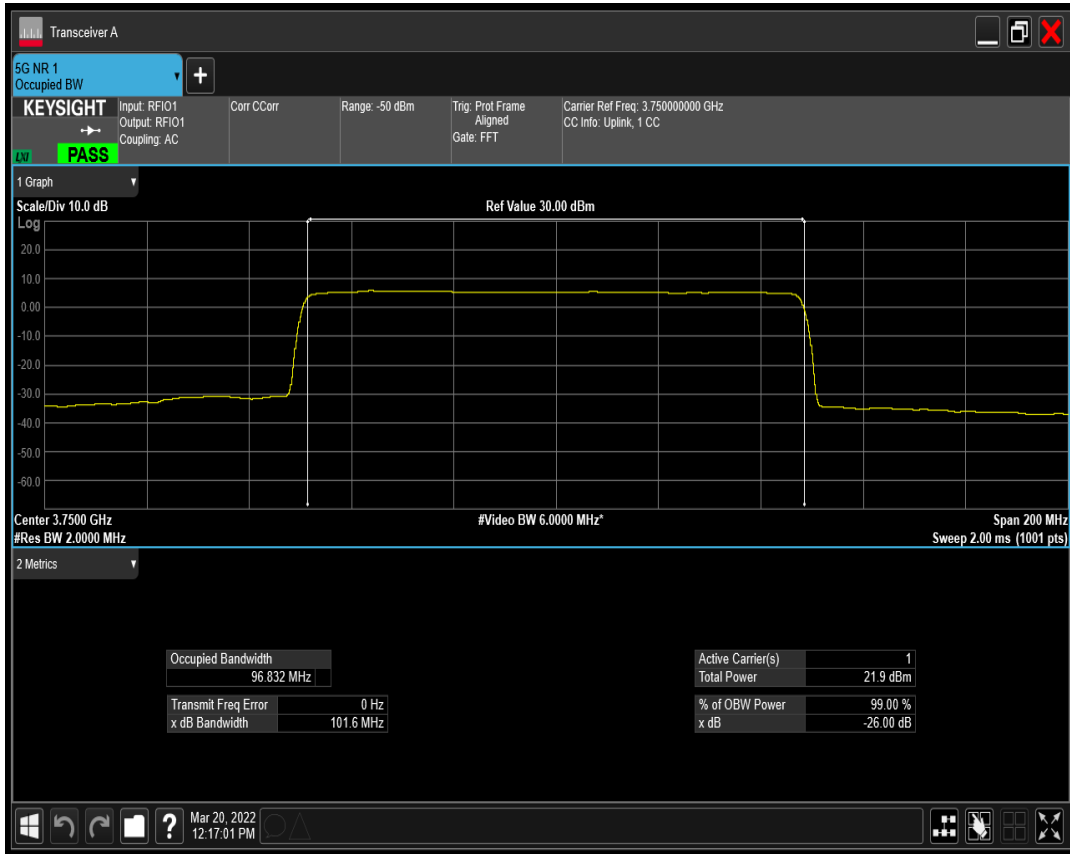 Transceiver A
5G NR 1
Occupied BW
+
KEYSIGHT
LXI
PASS
Input: RFIO1
Output: RFIO1
Coupling: AC
Corr CCorr
Range: -50 dBm
Trig: Prot Frame
Aligned
Gate: FFT
Carrier Ref Freq: 3.750000000 GHz
CC Info: Uplink, 1 CC
1 Graph
Scale/Div 10.0 dB
Ref Value 30.00 dBm
Log
20.0
10.0
0.00
-10.0
-20.0
-30.0
-40.0
-50.0
-60.0
Center 3.7500 GHz
#Video BW 6.0000 MHz*
Span 200 MHz
#Res BW 2.0000 MHz
Sweep 2.00 ms (1001 pts)
2 Metrics
Occupied Bandwidth
96.832 MHz
Transmit Freq Error 0 Hz
x dB Bandwidth 101.6 MHz
Active Carrier(s) 1
Total Power 21.9 dBm
% of OBW Power 99.00 %
x dB -26.00 dB
?
Mar 20, 2022
12:17:01 PM